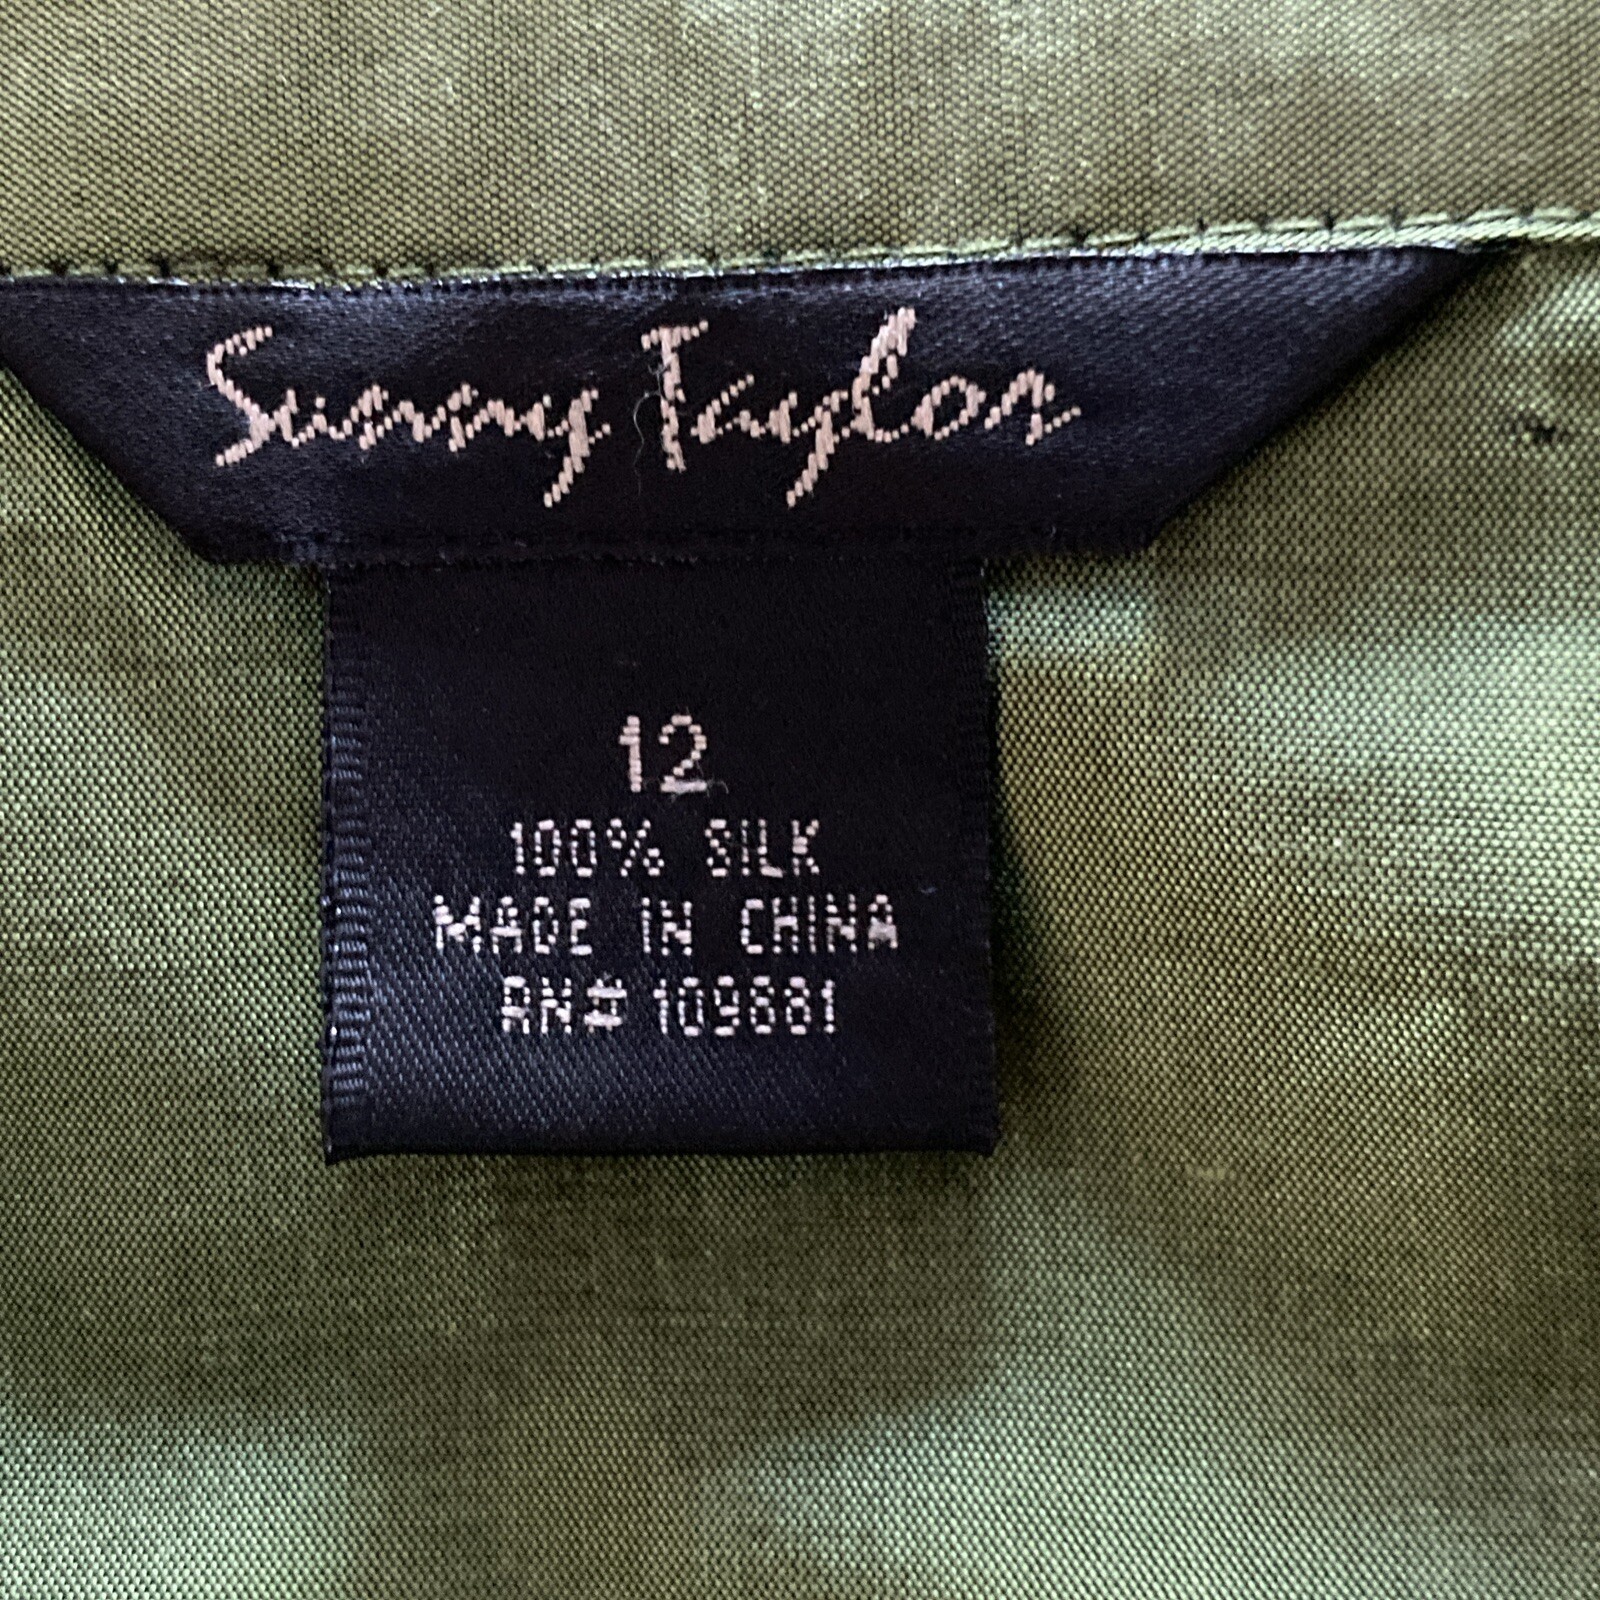 Sunny Taylor
12
100% SILK
MADE IN CHINA
RN# 109681